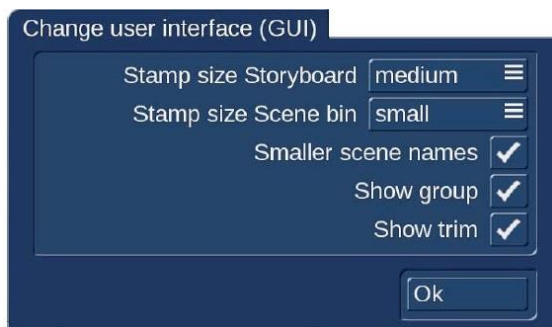 Change user interface (GUI)
Stamp size Storyboard medium
Stamp size Scene bin small
Smaller scene names
Show group
Show trim
Ok